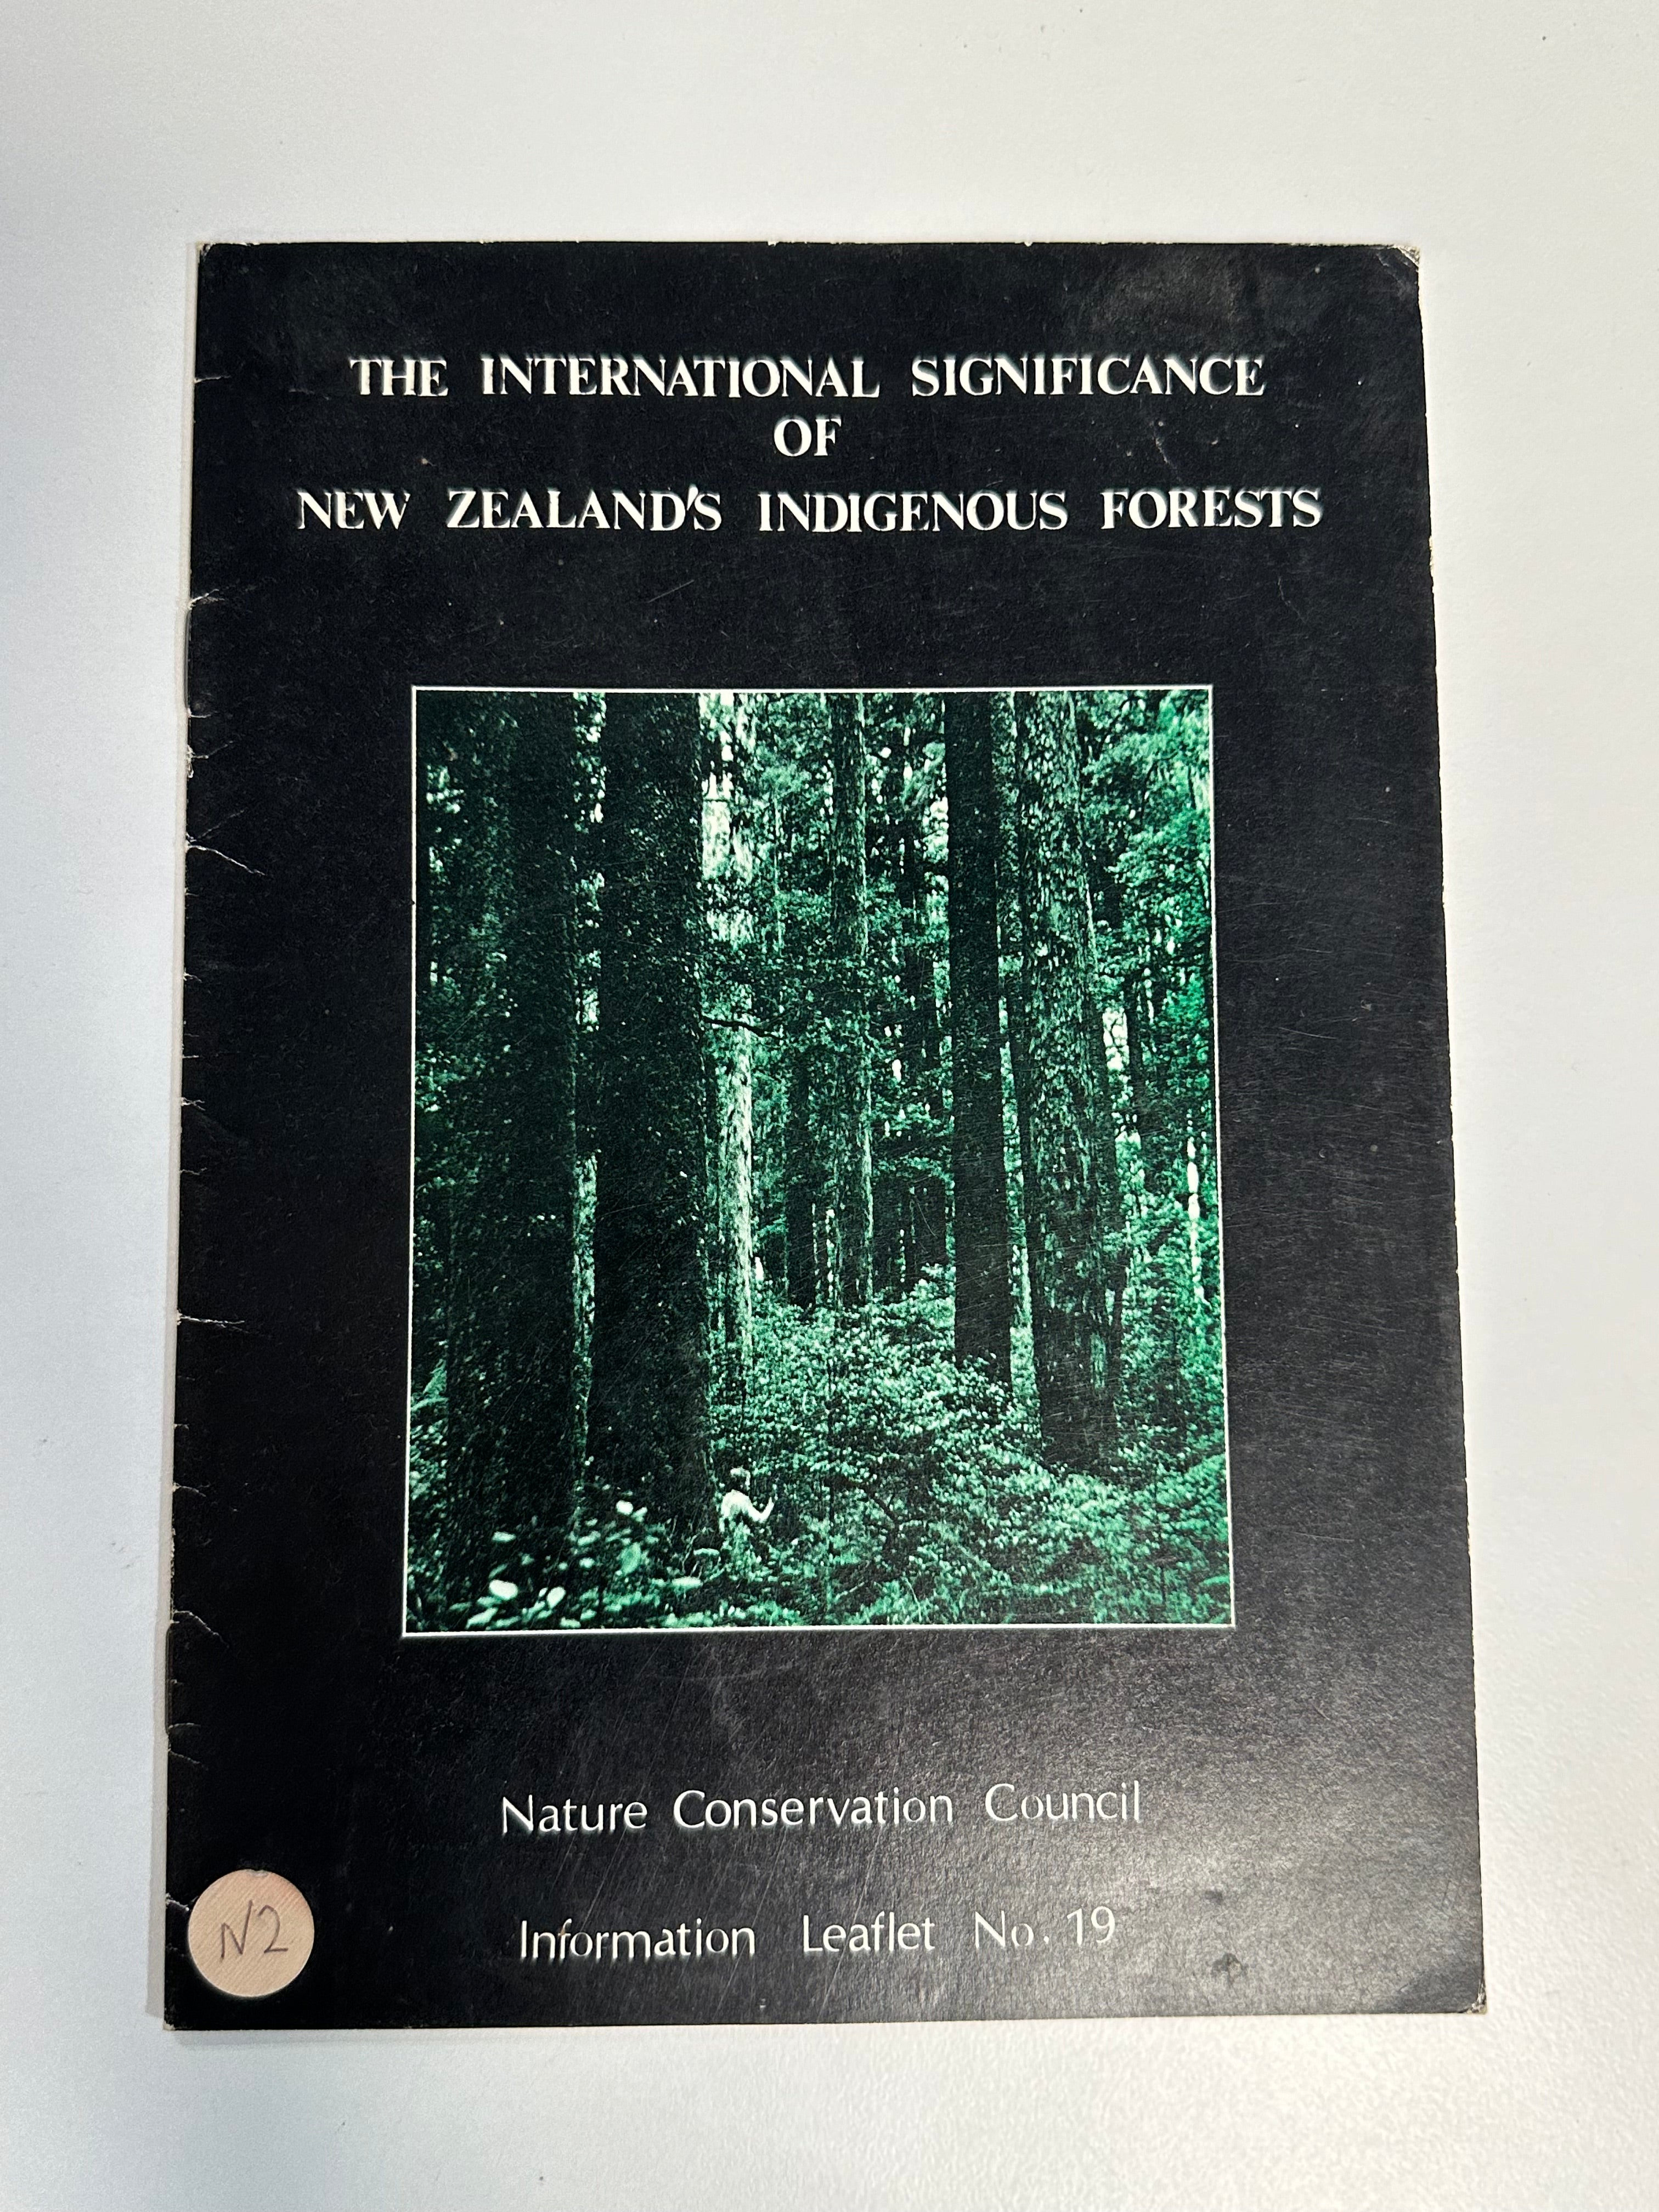 THE INTERNATIONAL SIGNIFICANCE
OF
NEW ZEALAND'S INDIGENOUS FORESTS
Nature Conservation Council
Information Leaflet No. 19
N2